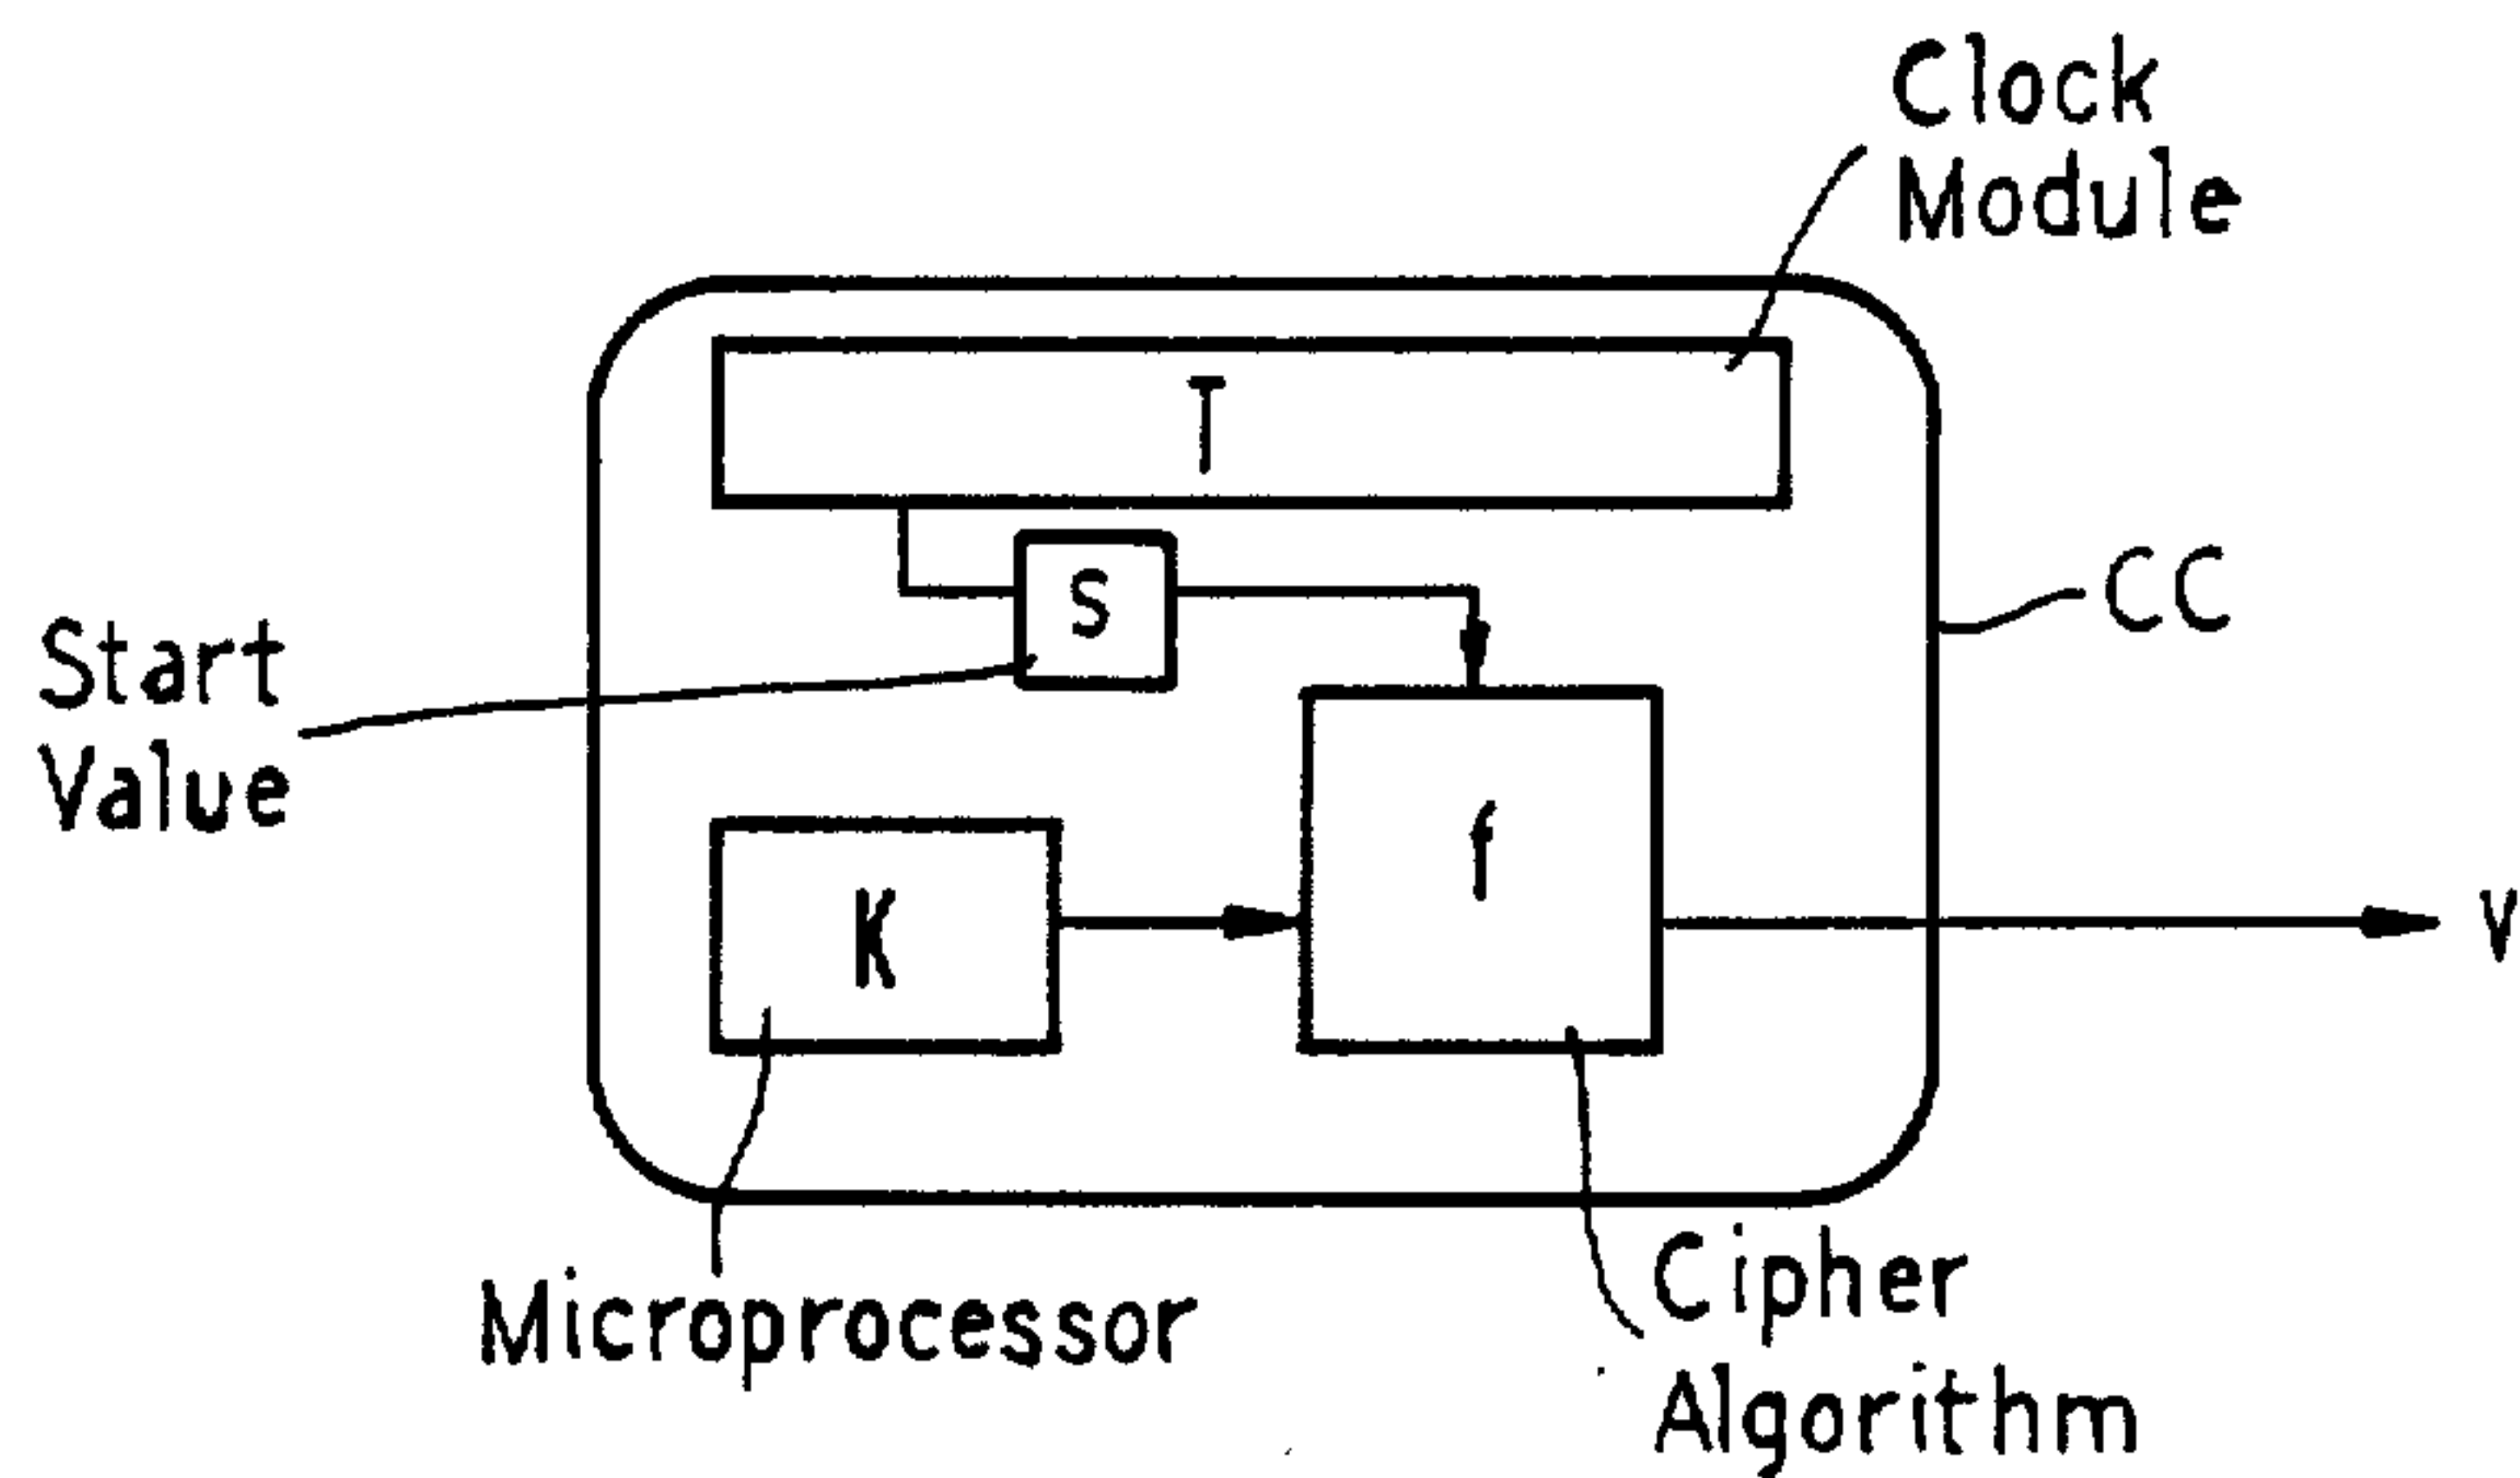 Clock
Module
T
S
CC
Start
Value
f
K
v
Microprocessor
Cipher
Algorithm